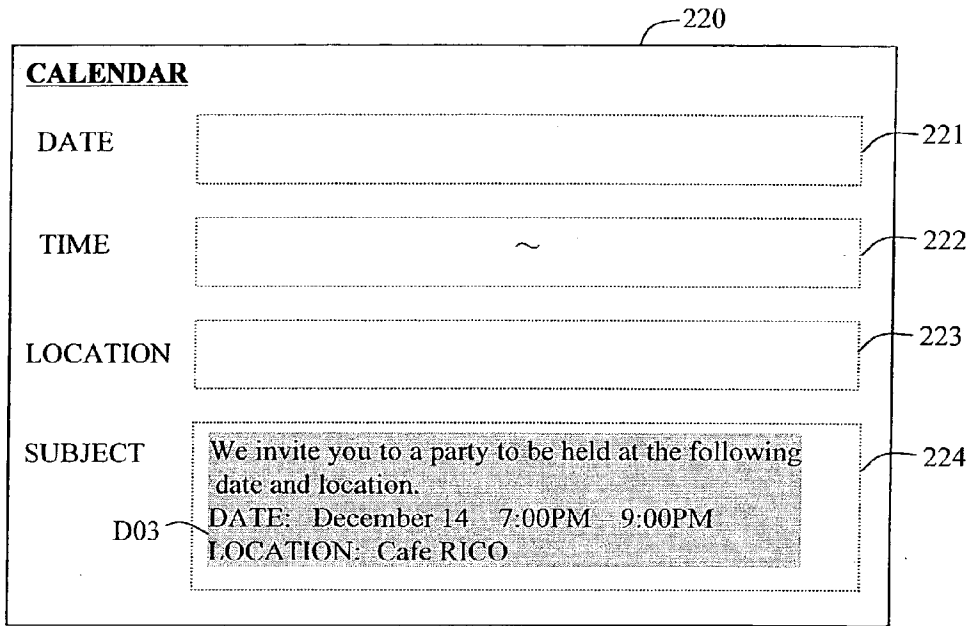 220
CALENDAR
DATE
221
TIME ~ 222
LOCATION
223
SUBJECT
We invite you to a party to be held at the following
date and location.
224
DATE: December 14 7:00PM – 9:00PM
D03
LOCATION: Cafe RICO